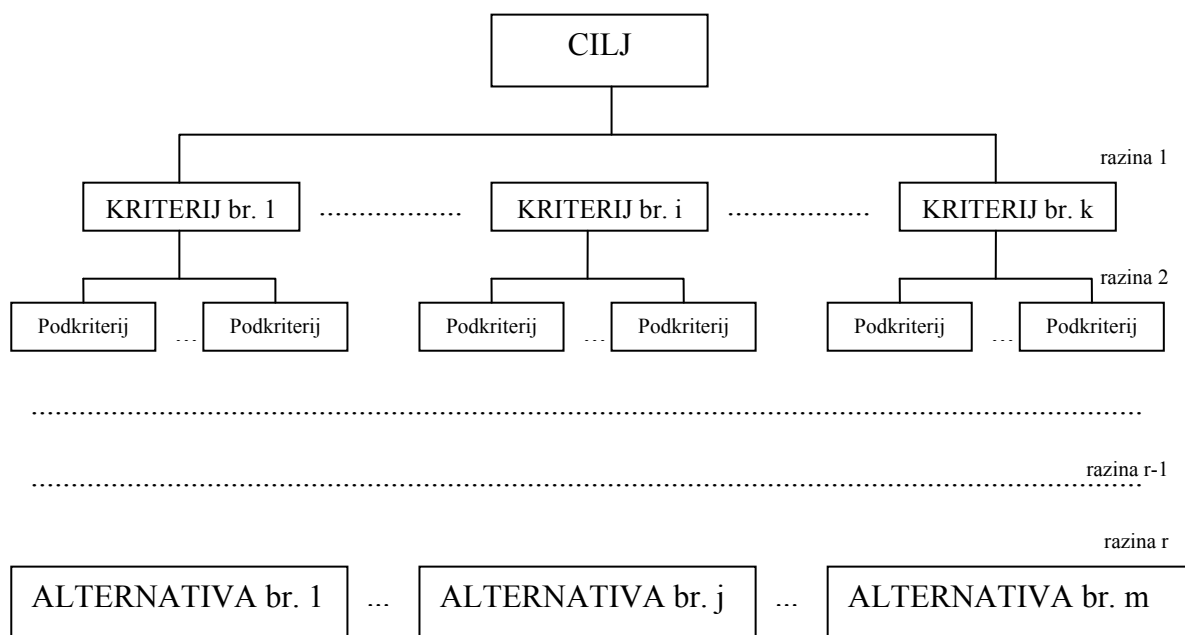 CILJ
razina 1
KRITERIJ br. 1 .................. KRITERIJ br. i .................. KRITERIJ br. k
razina 2
Podkriterij ... Podkriterij Podkriterij ... Podkriterij Podkriterij ... Podkriterij
razina r-1
razina r
ALTERNATIVA br. 1 ... ALTERNATIVA br. j ... ALTERNATIVA br. m